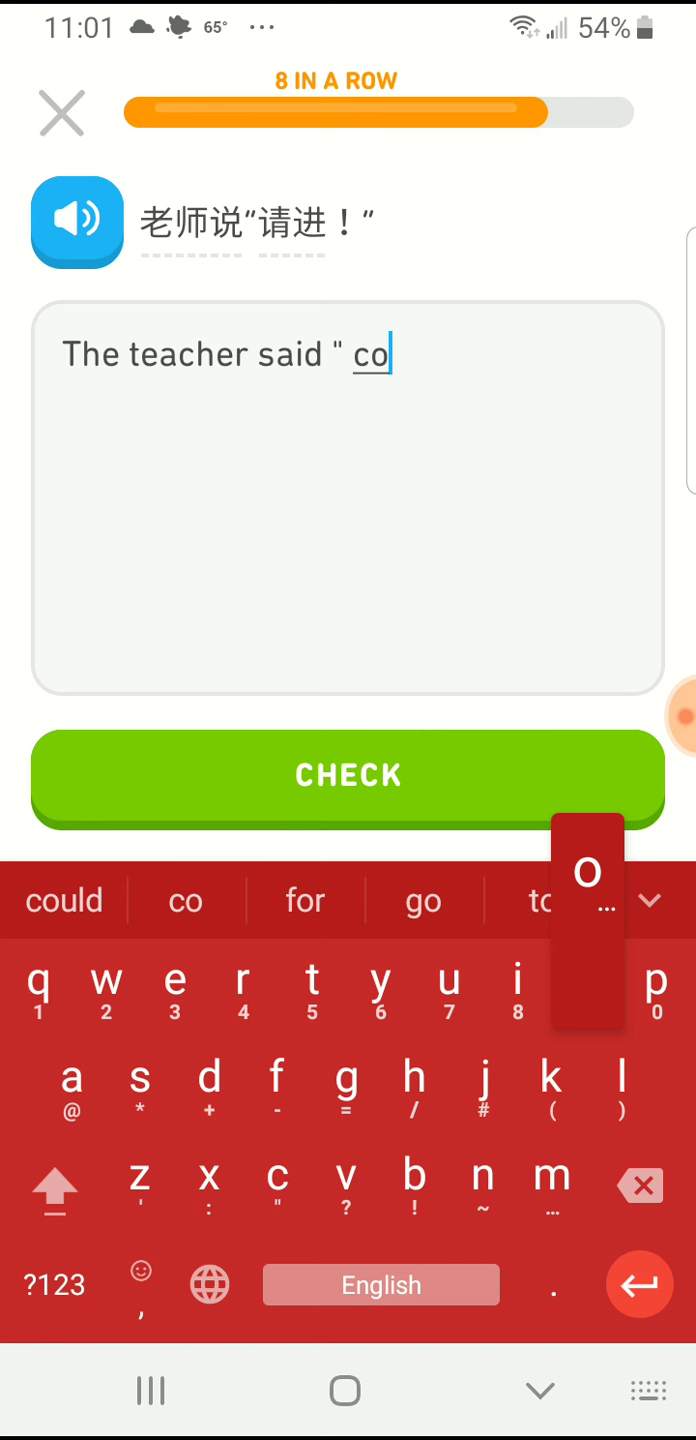 11:01 65° ... 54%
8 IN A ROW
老师说“请进！”
The teacher said " co
CHECK
could co for go to
o
...
q w e r t y u i p
1 2 3 4 5 6 7 8 0
a s d f g h j k l
@ * + - = / # ( )
z x c v b n m
' : " ? ! ~ ...
?123 , English .